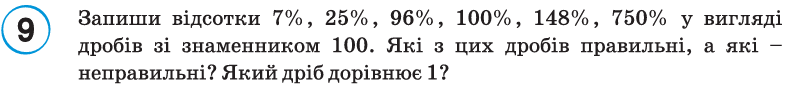 9
Запиши відсотки 7%, 25%, 96%, 100%, 148%, 750% у вигляді
дробів зі знаменником 100. Які з цих дробів правильні, а які –
неправильні? Який дріб дорівнює 1?